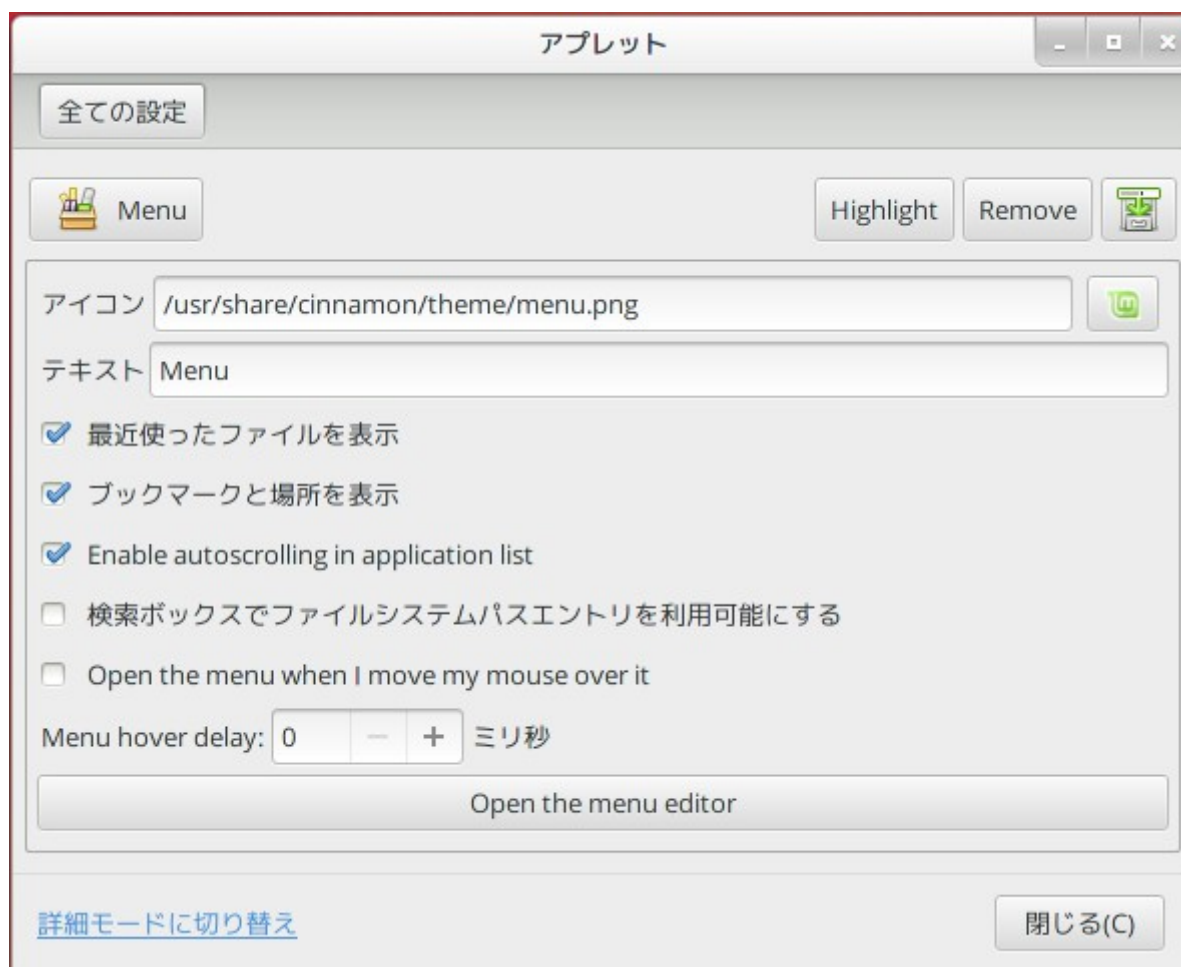 アプレット
全ての設定
Menu Highlight Remove
アイコン /usr/share/cinnamon/theme/menu.png
テキスト Menu
最近使ったファイルを表示
ブックマークと場所を表示
Enable autoscrolling in application list
検索ボックスでファイルシステムパスエントリを利用可能にする
Open the menu when I move my mouse over it
Menu hover delay: 0 − + ミリ秒
Open the menu editor
詳細モードに切り替え 閉じる(C)